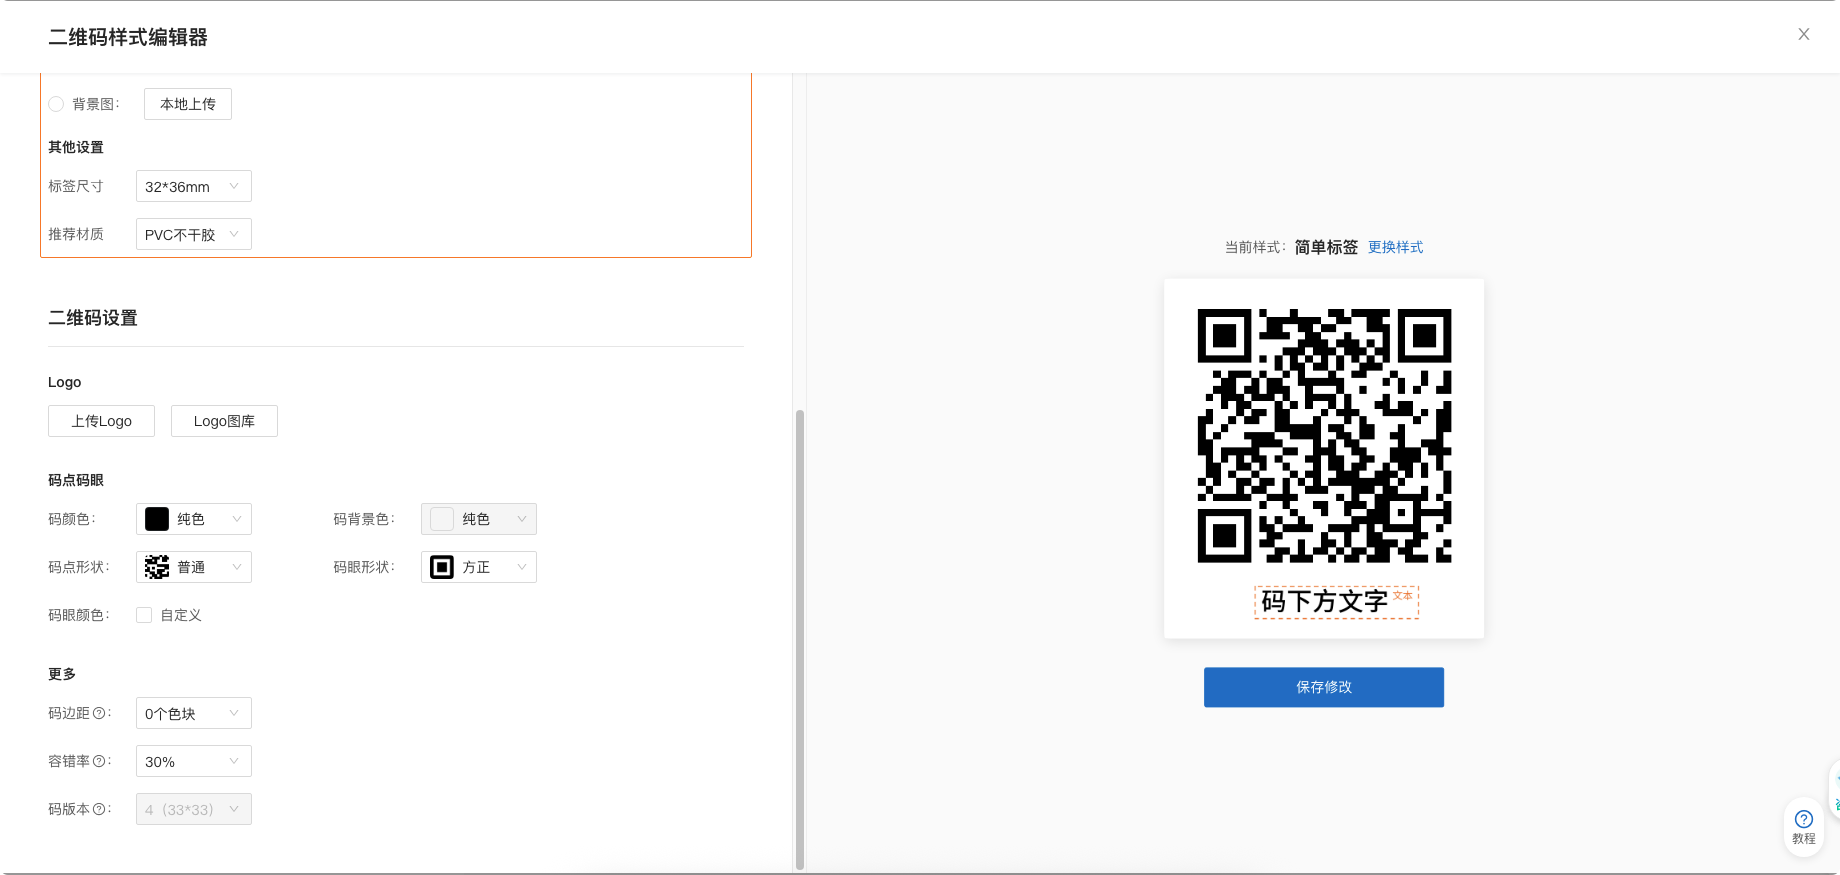 二维码样式编辑器
背景图：
本地上传
其他设置
标签尺寸
32*36mm
推荐材质
PVC不干胶
二维码设置
Logo
上传Logo
Logo图库
码点码眼
码颜色：
纯色
码背景色：
纯色
码点形状：
普通
码眼形状：
方正
码眼颜色：
自定义
更多
码边距?：
0个色块
容错率?：
30%
码版本?：
4（33*33）
当前样式：简单标签 更换样式
码下方文字 文本
保存修改
?
教程